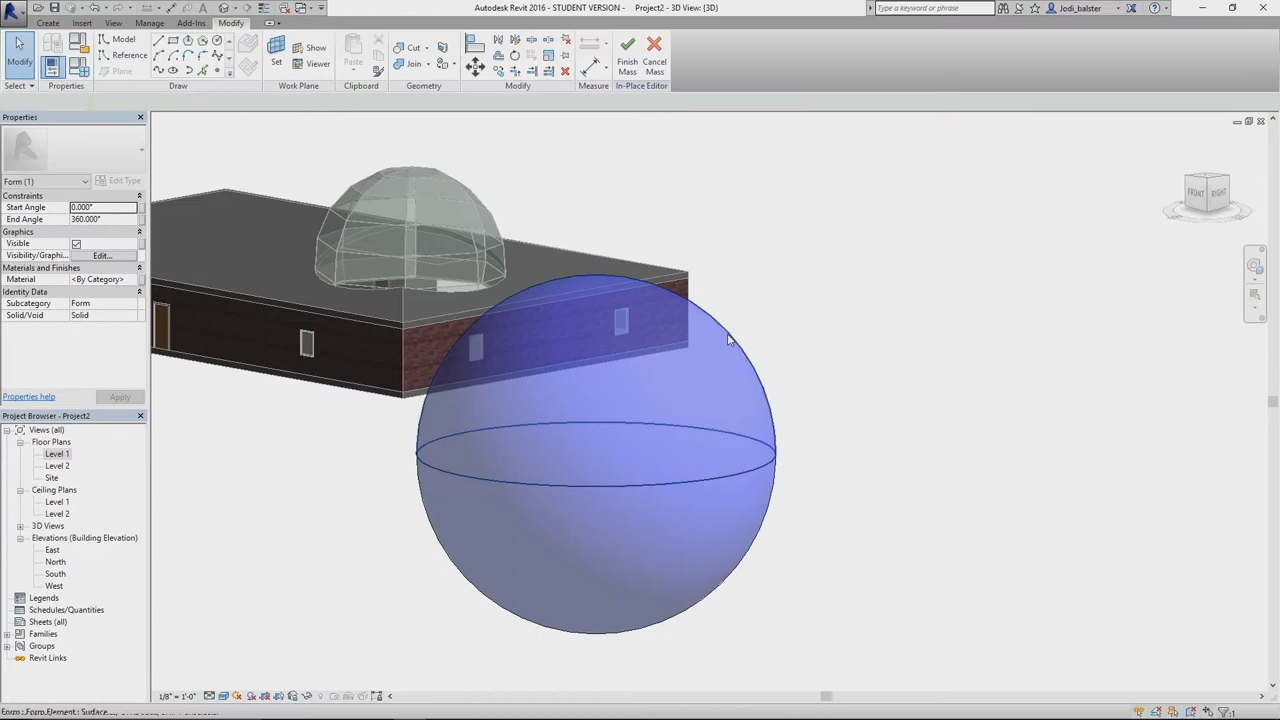 Autodesk Revit 2016 - STUDENT VERSION - Project2 - 3D View: {3D}
Type a keyword or phrase
Jodi_balster
Create Insert View Manage Add-Ins Modify
Modify
Model
Reference
Plane
Set
Show
Viewer
Paste
Cut
Join
Finish
Mass
Cancel
Mass
Select Properties Draw Work Plane Clipboard Geometry Modify Measure In-Place Editor
Properties
Form (1)
Edit Type
Constraints
Start Angle 0.000°
End Angle 360.000°
Graphics
Visible
Visibility/Graphi... Edit...
Materials and Finishes
Material <By Category>
Identity Data
Subcategory Form
Solid/Void Solid
Properties help
Apply
Project Browser - Project2
Views (all)
Floor Plans
Level 1
Level 2
Site
Ceiling Plans
Level 1
Level 2
3D Views
Elevations (Building Elevation)
East
North
South
West
Legends
Schedules/Quantities
Sheets (all)
Families
Groups
Revit Links
FRONT RIGHT
1/8" = 1'-0"
:1